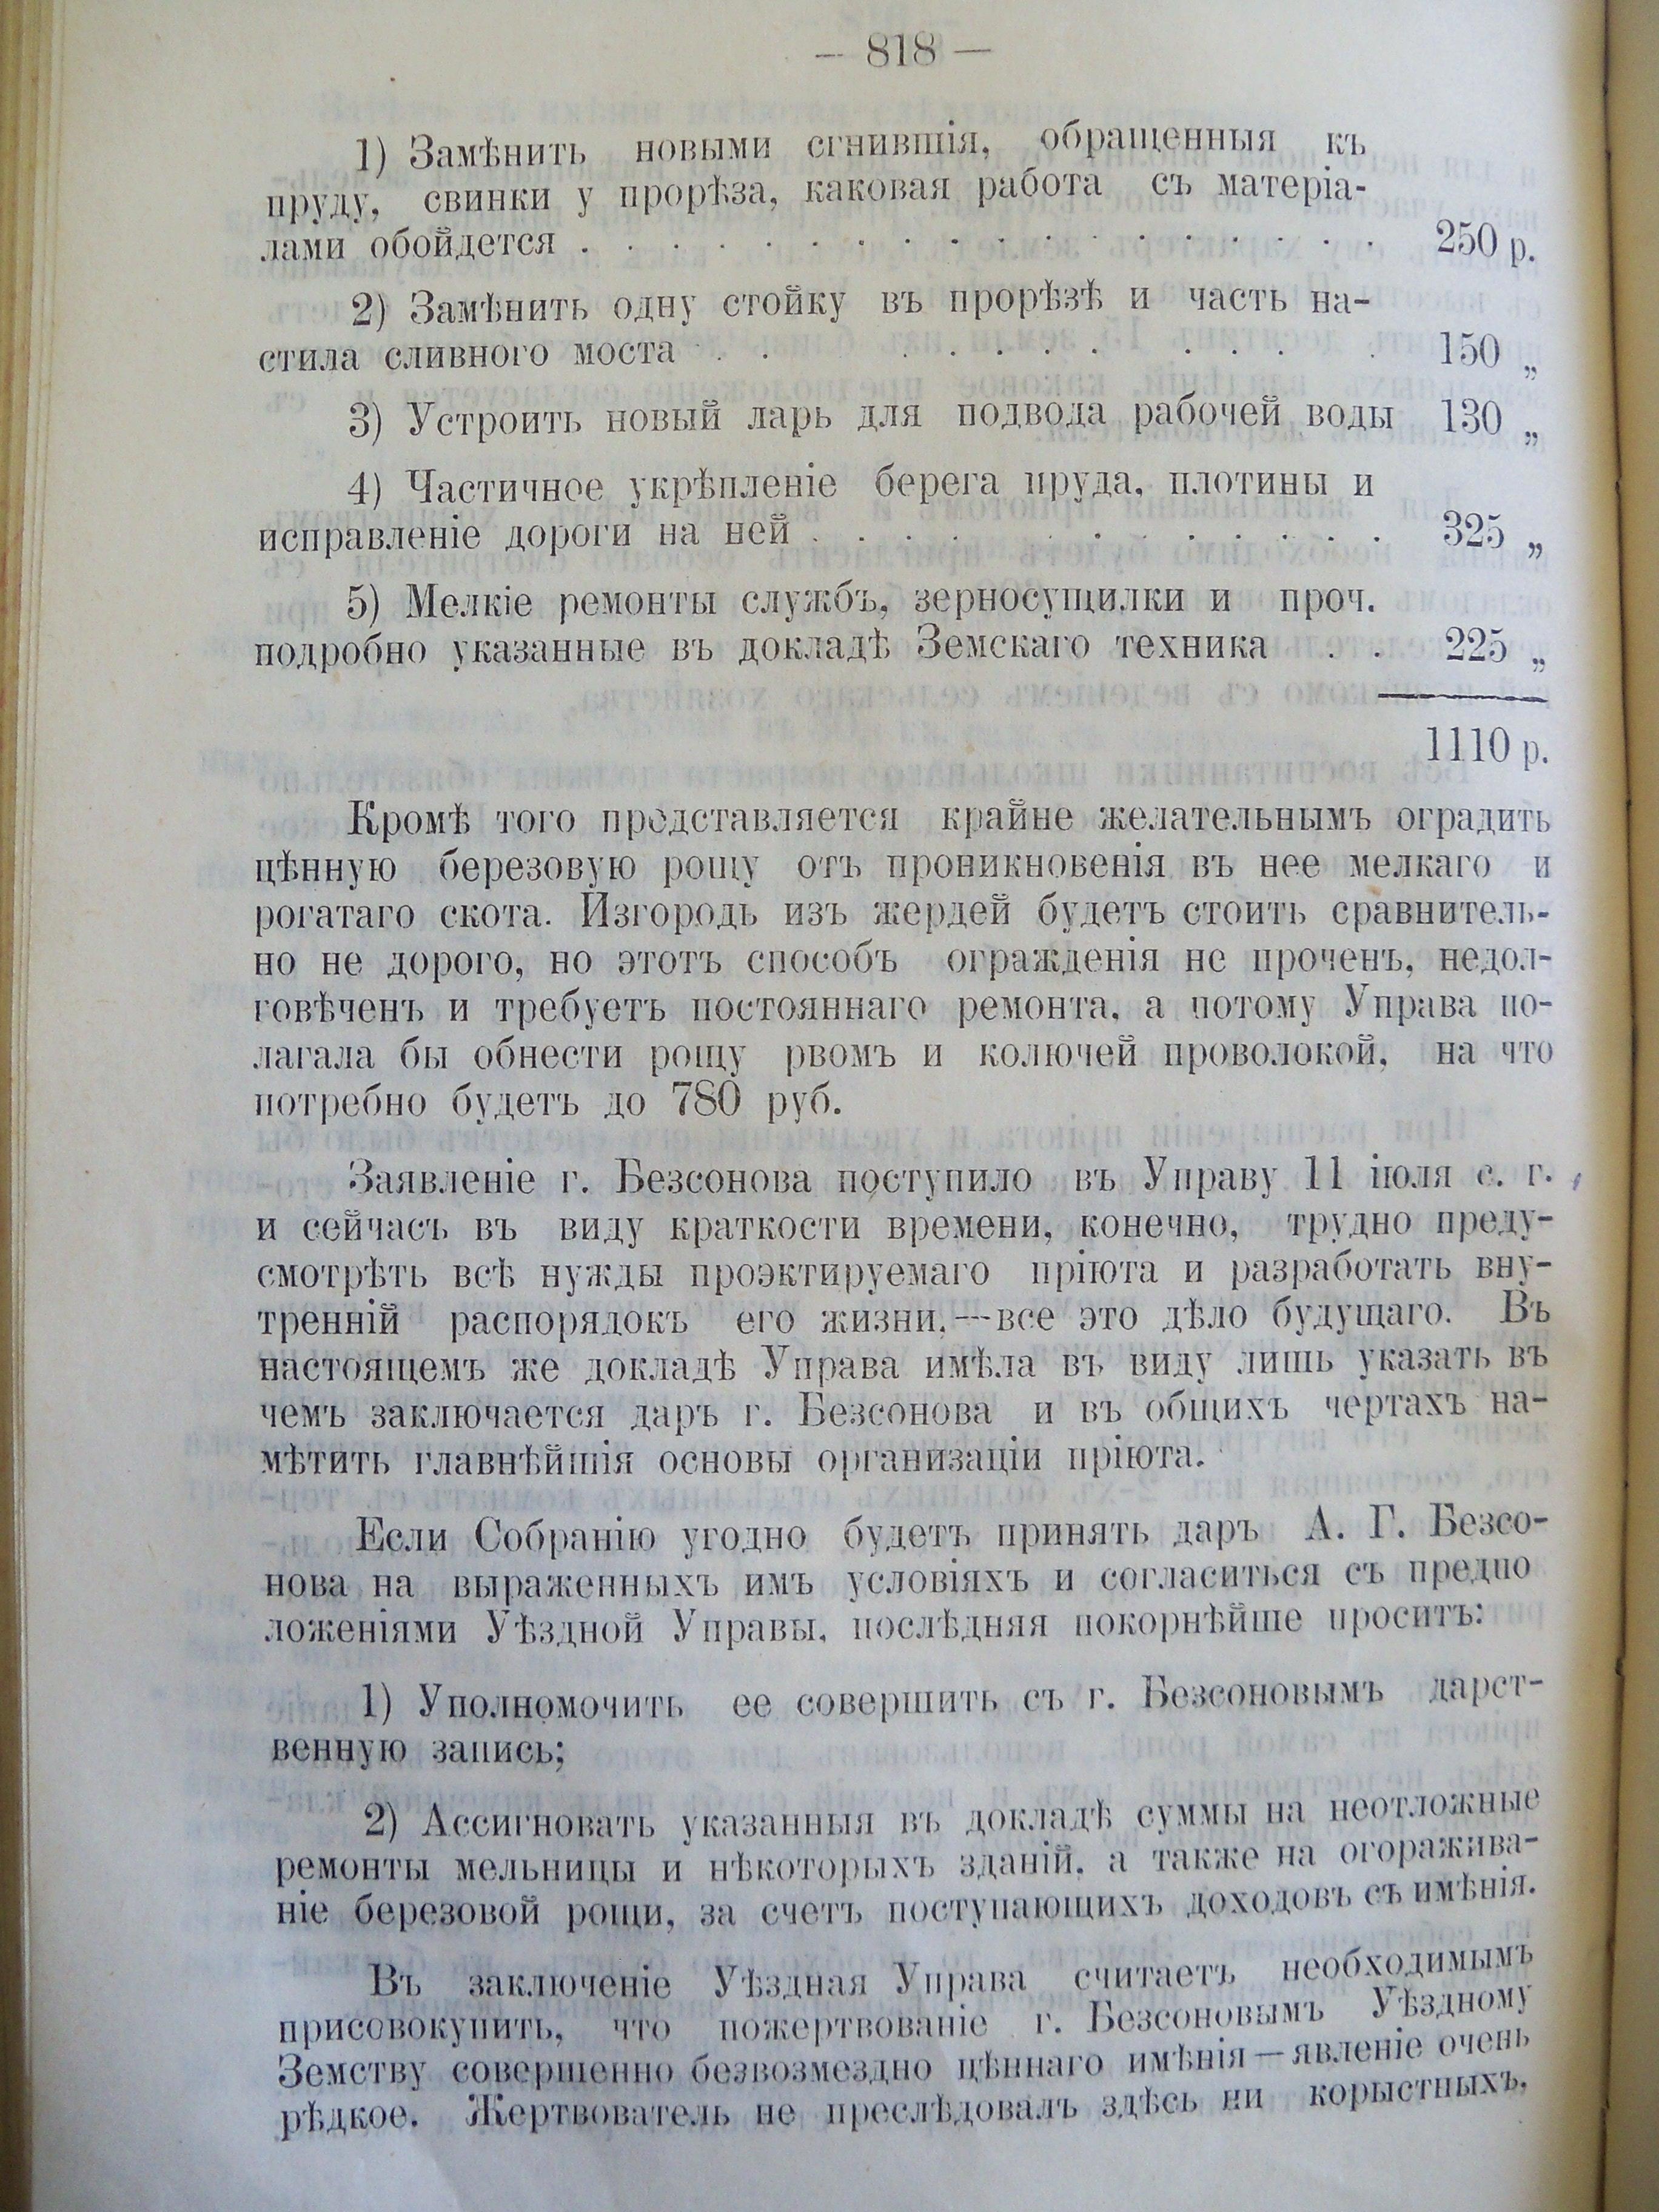 — 818 —
1) Замѣнить новыми сгнившія, обращенныя къ
пруду, свинки у прорѣза, каковая работа съ матеріа-
лами обойдется . . . . . . . . . . . . . . . . . . 250 р.
2) Замѣнить одну стойку въ прорѣзѣ и часть на-
стила сливного моста . . . . . . . . . . . . 150 „
3) Устроить новый ларь для подвода рабочей воды 130 „
4) Частичное укрѣпленіе берега пруда, плотины и
исправленіе дороги на ней . . . . . . . . . . . . 325 „
5) Мелкіе ремонты службъ, зерносущилки и проч.
подробно указанные въ докладѣ Земскаго техника . . 225 „
1110 р.
Кромѣ того представляется крайне желательнымъ оградить
цѣнную березовую рощу отъ проникновенія въ нее мелкаго и
рогатаго скота. Изгородь изъ жердей будетъ стоить сравнитель-
но не дорого, но этотъ способъ огражденія не проченъ, недол-
говѣченъ и требуетъ постояннаго ремонта, а потому Управа по-
лагала бы обнести рощу рвомъ и колючей проволокой, на что
потребно будетъ до 780 руб.
Заявленіе г. Безсонова поступило въ Управу 11 іюля с. г.
и сейчасъ въ виду краткости времени, конечно, трудно преду-
смотрѣть всѣ нужды проэктируемаго пріюта и разработать вну-
тренній распорядокъ его жизни,—все это дѣло будущаго. Въ
настоящемъ же докладѣ Управа имѣла въ виду лишь указать въ
чемъ заключается даръ г. Безсонова и въ общихъ чертахъ на-
мѣтить главнѣйшія основы организаціи пріюта.
Если Собранію угодно будетъ принять даръ А. Г. Безсо-
нова на выраженныхъ имъ условіяхъ и согласиться съ предпо
ложеніями Уѣздной Управы, послѣдняя покорнѣйше проситъ:
1) Уполномочить ее совершить съ г. Безсоновымъ дарст-
венную запись;
2) Ассигновать указанныя въ докладѣ суммы на неотложные
ремонты мельницы и нѣкоторыхъ зданій, а также на огоражива-
ніе березовой рощи, за счетъ поступающихъ доходовъ съ имѣнія.
Въ заключеніе Уѣздная Управа считаетъ необходимымъ
присовокупить, что пожертвованіе г. Безсоновымъ Уѣздному
Земству совершенно безвозмездно цѣннаго имѣнія—явленіе очень
рѣдкое. Жертвователь не преслѣдовалъ здѣсь ни корыстныхъ,